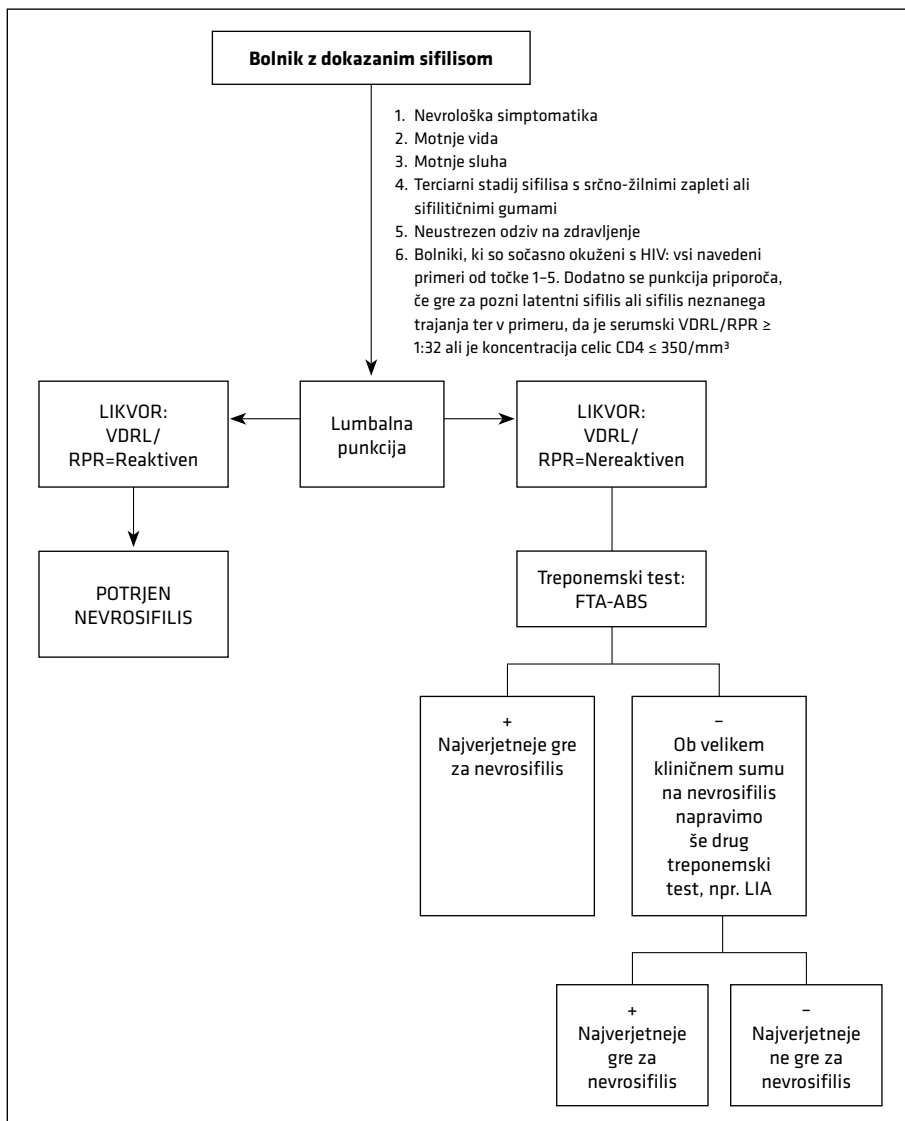 Bolnik z dokazanim sifilisom
1. Nevrološka simptomatika
2. Motnje vida
3. Motnje sluha
4. Terciarni stadij sifilisa s srčno-žilnimi zapleti ali
sifilitičnimi gumami
5. Neustrezen odziv na zdravljenje
6. Bolniki, ki so sočasno okuženi s HIV: vsi navedeni
primeri od točke 1–5. Dodatno se punkcija priporoča,
če gre za pozni latentni sifilis ali sifilis neznanega
trajanja ter v primeru, da je serumski VDRL/RPR ≥
1:32 ali je koncentracija celic CD4 ≤ 350/mm³
LIKVOR:
VDRL/
RPR=Reaktiven
Lumbalna
punkcija
LIKVOR:
VDRL/
RPR=Nereaktiven
POTRJEN
NEVROSIFILIS
Treponemski test:
FTA-ABS
+
Najverjetneje gre
za nevrosifilis
–
Ob velikem
kliničnem sumu
na nevrosifilis
napravimo
še drug
treponemski
test, npr. LIA
+
Najverjetneje
gre za
nevrosifilis
–
Najverjetneje
ne gre za
nevrosifilis